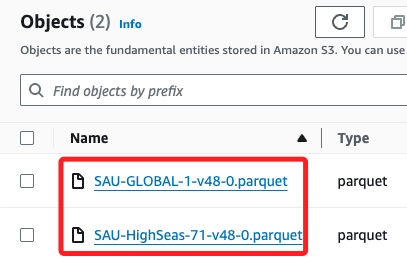 Objects (2) Info
Objects are the fundamental entities stored in Amazon S3. You can use
Find objects by prefix
Name Type
SAU-GLOBAL-1-v48-0.parquet parquet
SAU-HighSeas-71-v48-0.parquet parquet